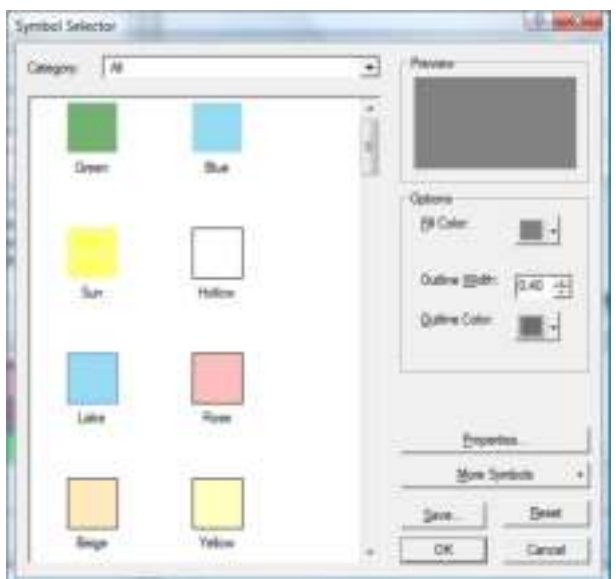 Symbol Selector
Category: All
Preview
Green Blue
Sun Hollow
Lake Rose
Beige Yellow
Options
Fill Color:
Outline Width: 0.40
Outline Color:
Properties...
More Symbols
Save... Reset
OK Cancel